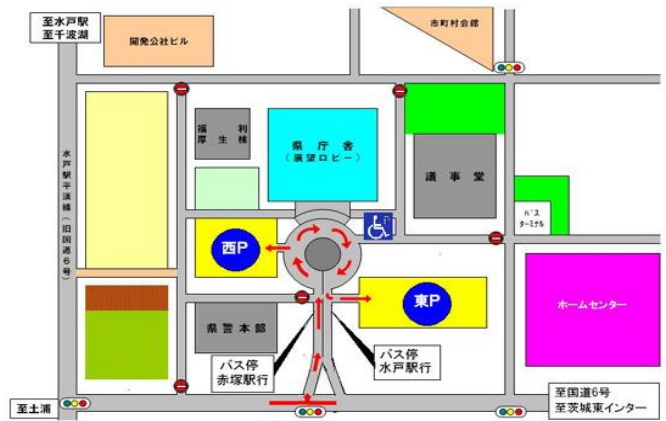 至水戸駅
至千波湖
開発公社ビル
市町村会館
福利
厚生棟
県庁舎
(展望ロビー)
議事堂
水戸駅平須線(旧国道6号)
バス
ターミナル
西P
東P
ホームセンター
県警本部
バス停
赤塚駅行
バス停
水戸駅行
至土浦
至国道6号
至茨城東インター